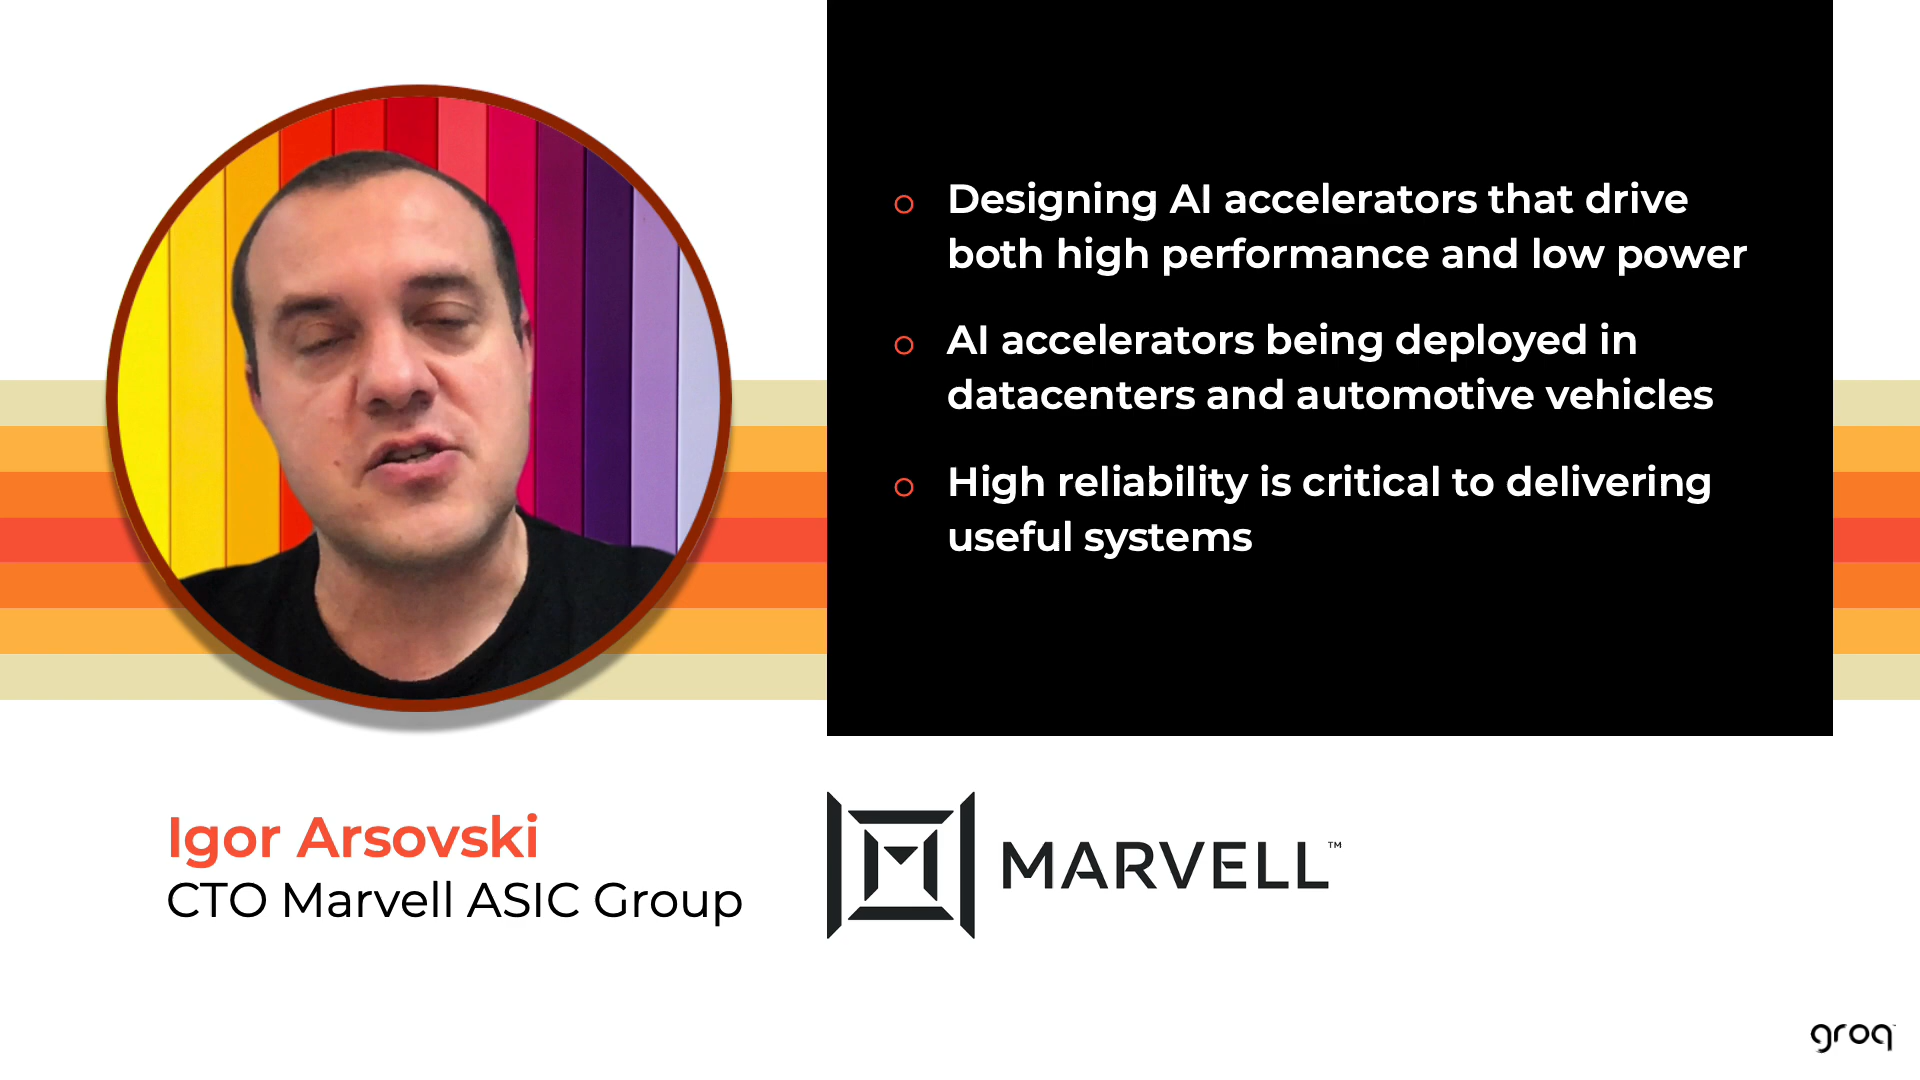 Designing AI accelerators that drive
both high performance and low power
AI accelerators being deployed in
datacenters and automotive vehicles
High reliability is critical to delivering
useful systems
Igor Arsovski
CTO Marvell ASIC Group
MARVELL™
groq™